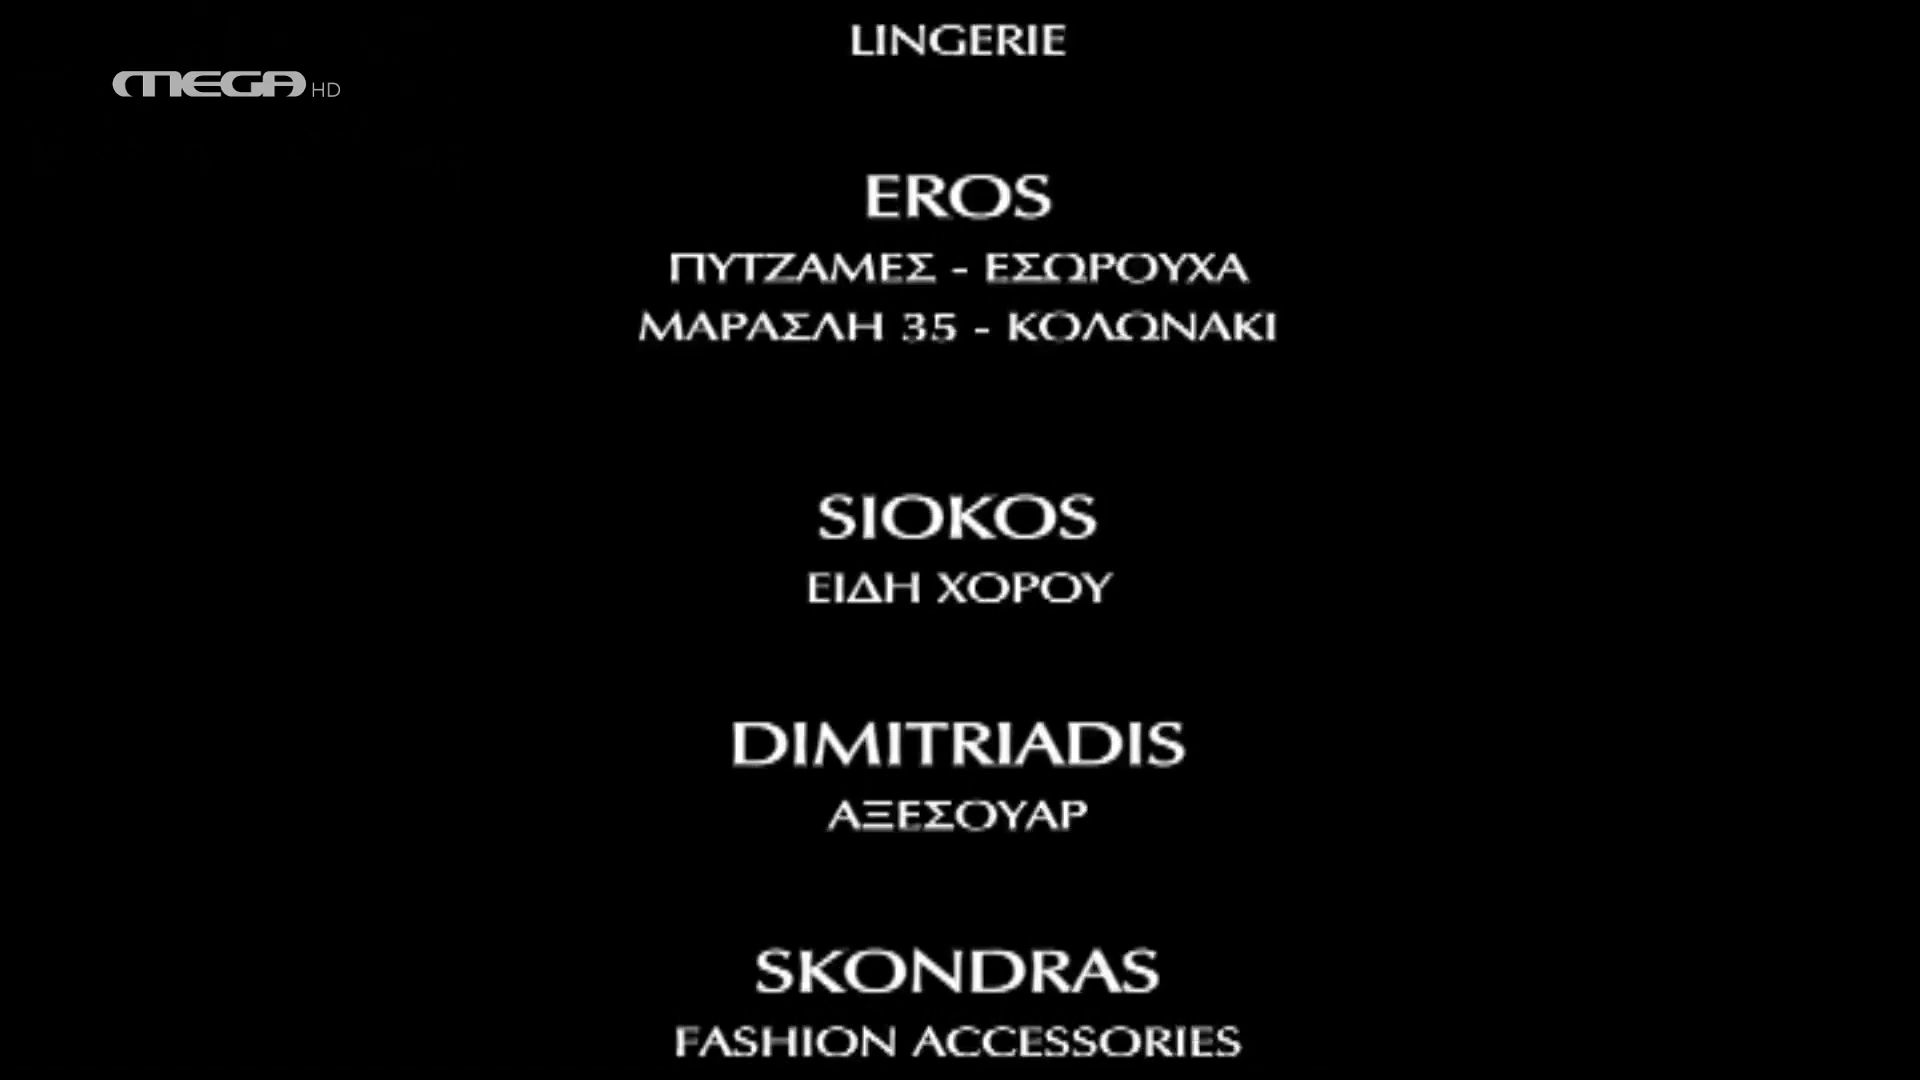 LINGERIE
MEGA HD
EROS
ΠΥΤΖΑΜΕΣ - ΕΣΩΡΟΥΧΑ
ΜΑΡΑΣΛΗ 35 - ΚΟΛΩΝΑΚΙ
SIOKOS
ΕΙΔΗ ΧΟΡΟΥ
DIMITRIADIS
ΑΞΕΣΟΥΑΡ
SKONDRAS
FASHION ACCESSORIES